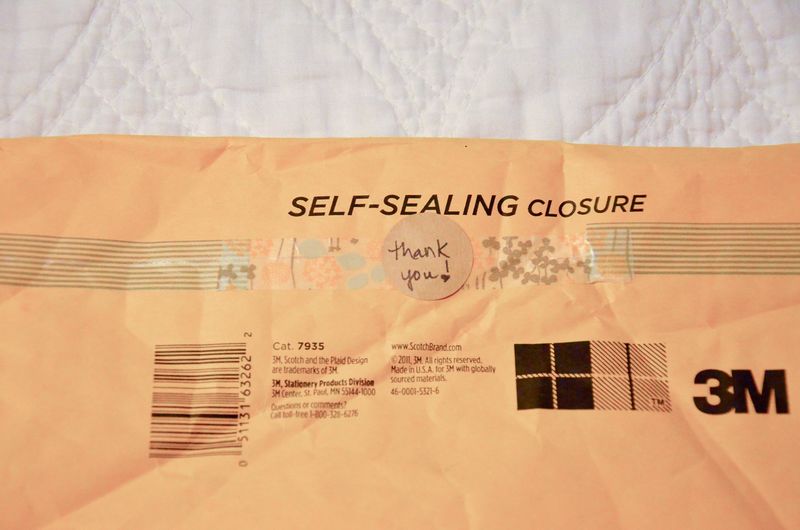 SELF-SEALING CLOSURE
thank
you!
0 51131 63262 2
Cat. 7935
3M, Scotch and the Plaid Design
are trademarks of 3M.
3M, Stationery Products Division
3M Center, St. Paul, MN 55144-1000
Questions or comments?
Call toll-free 1-800-328-6276
www.ScotchBrand.com
©2011, 3M. All rights reserved.
Made in U.S.A. for 3M with globally
sourced materials.
46-0001-5321-6
TM
3M